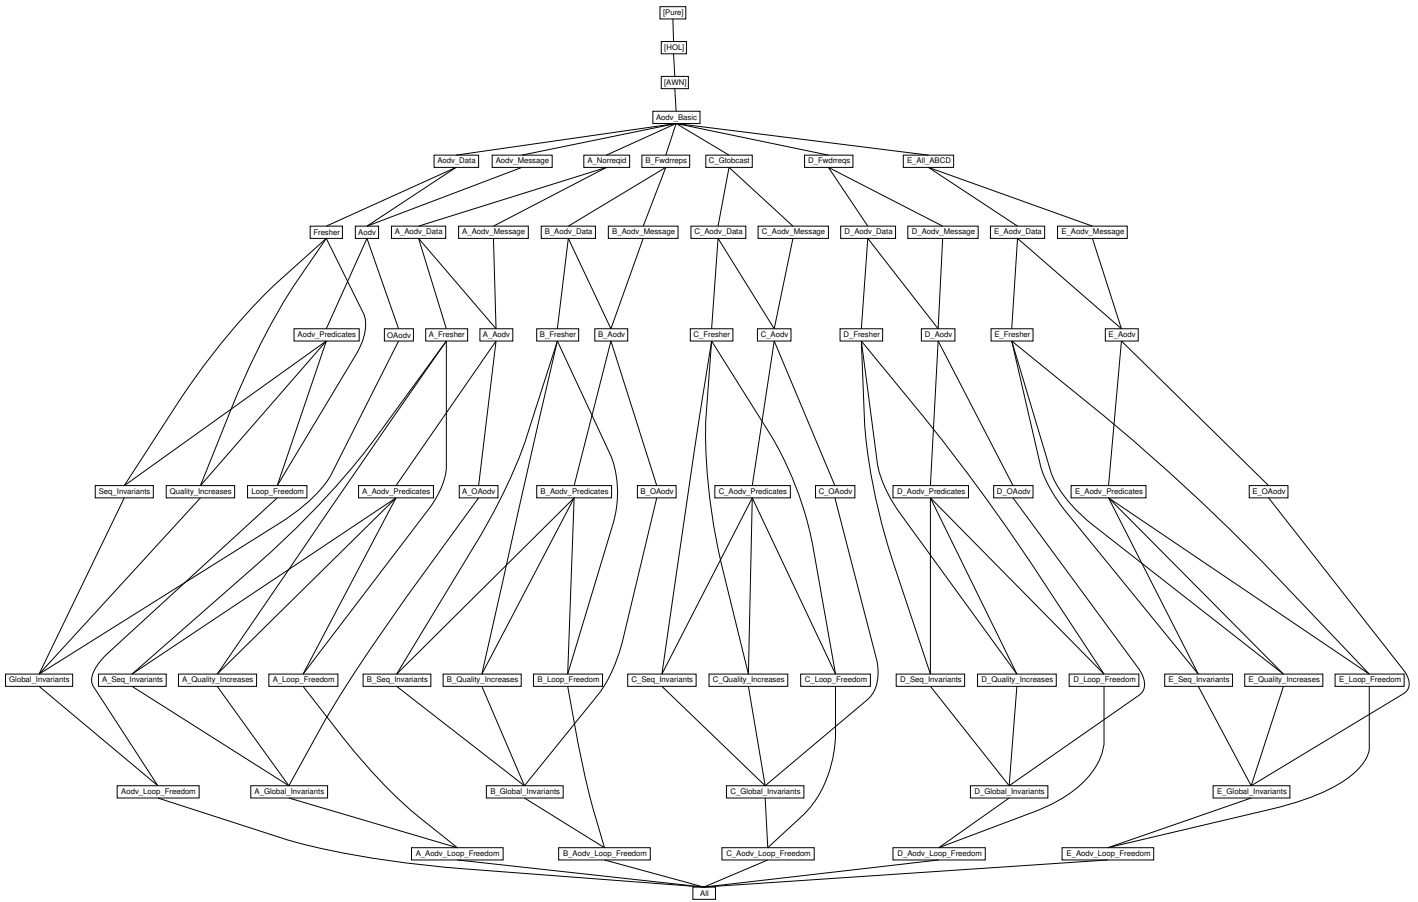 [Pure]
[HOL]
[AWN]
Aodv_Basic
Aodv_Data
Aodv_Message
A_Norreqid
B_Fwdrreps
C_Gtobcast
D_Fwdrreqs
E_All_ABCD
Fresher
Aodv
A_Aodv_Data
A_Aodv_Message
B_Aodv_Data
B_Aodv_Message
C_Aodv_Data
C_Aodv_Message
D_Aodv_Data
D_Aodv_Message
E_Aodv_Data
E_Aodv_Message
Aodv_Predicates
OAodv
A_Fresher
A_Aodv
B_Fresher
B_Aodv
C_Fresher
C_Aodv
D_Fresher
D_Aodv
E_Fresher
E_Aodv
Seq_Invariants
Quality_Increases
Loop_Freedom
A_Aodv_Predicates
A_OAodv
B_Aodv_Predicates
B_OAodv
C_Aodv_Predicates
C_OAodv
D_Aodv_Predicates
D_OAodv
E_Aodv_Predicates
E_OAodv
Global_Invariants
A_Seq_Invariants
A_Quality_Increases
A_Loop_Freedom
B_Seq_Invariants
B_Quality_Increases
B_Loop_Freedom
C_Seq_Invariants
C_Quality_Increases
C_Loop_Freedom
D_Seq_Invariants
D_Quality_Increases
D_Loop_Freedom
E_Seq_Invariants
E_Quality_Increases
E_Loop_Freedom
Aodv_Loop_Freedom
A_Global_Invariants
B_Global_Invariants
C_Global_Invariants
D_Global_Invariants
E_Global_Invariants
A_Aodv_Loop_Freedom
B_Aodv_Loop_Freedom
C_Aodv_Loop_Freedom
D_Aodv_Loop_Freedom
E_Aodv_Loop_Freedom
All